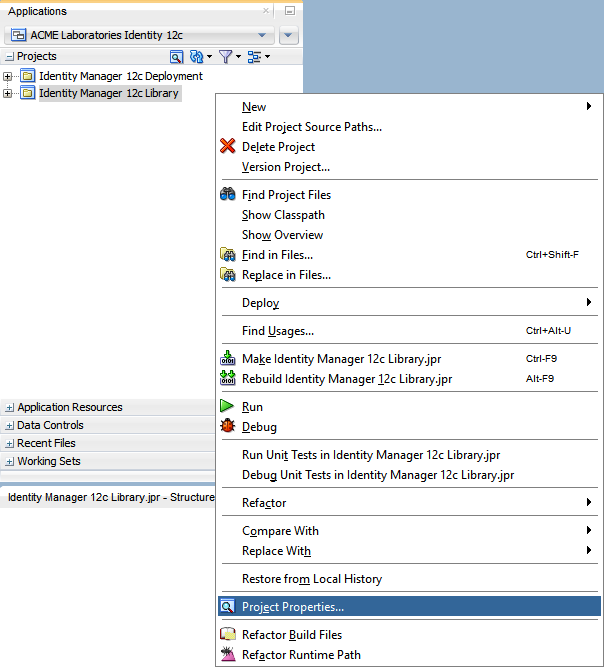 Applications
ACME Laboratories Identity 12c
Projects
Identity Manager 12c Deployment
Identity Manager 12c Library
New
Edit Project Source Paths...
Delete Project
Version Project...
Find Project Files
Show Classpath
Show Overview
Find in Files... Ctrl+Shift-F
Replace in Files...
Deploy
Find Usages... Ctrl+Alt-U
Make Identity Manager 12c Library.jpr Ctrl-F9
Rebuild Identity Manager 12c Library.jpr Alt-F9
Run
Debug
Run Unit Tests in Identity Manager 12c Library.jpr
Debug Unit Tests in Identity Manager 12c Library.jpr
Refactor
Compare With
Replace With
Restore from Local History
Project Properties...
Refactor Build Files
Refactor Runtime Path
Application Resources
Data Controls
Recent Files
Working Sets
Identity Manager 12c Library.jpr - Structure